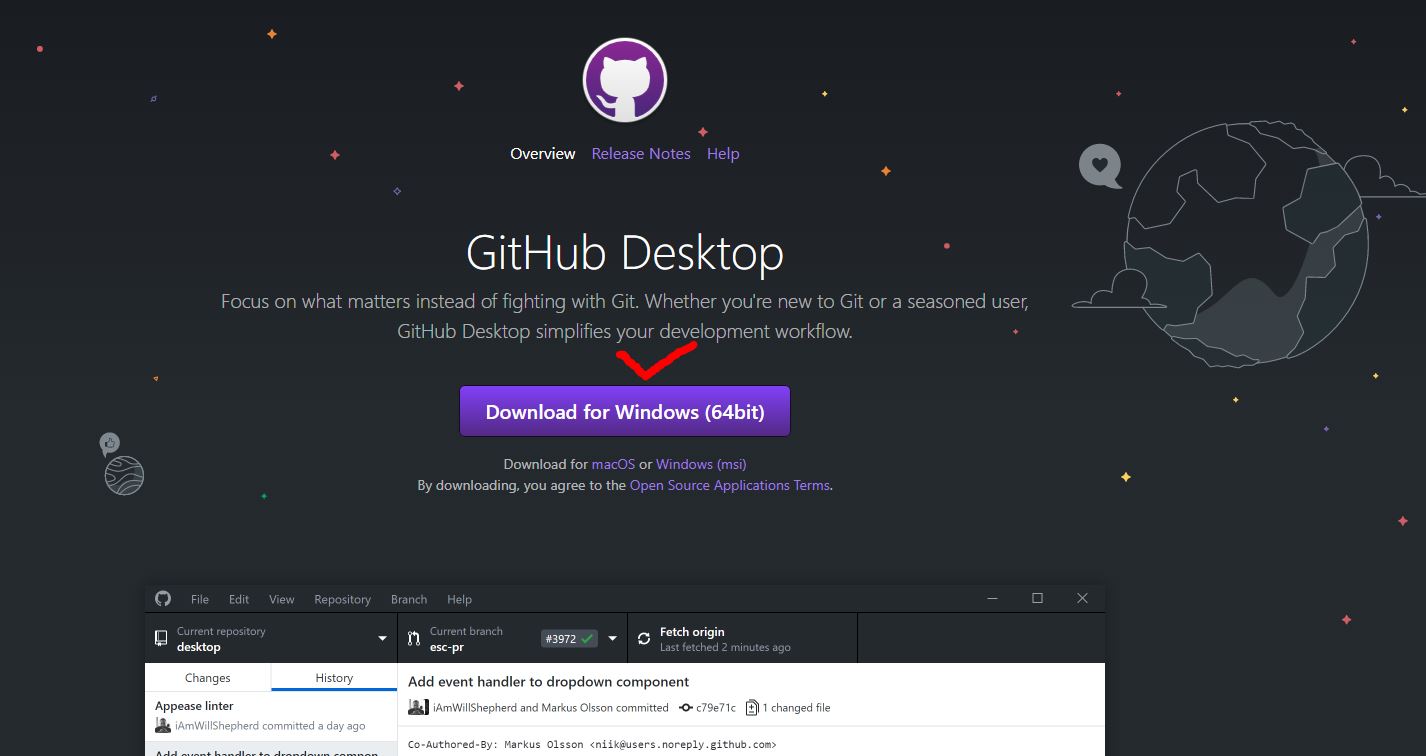 Overview Release Notes Help
GitHub Desktop
Focus on what matters instead of fighting with Git. Whether you're new to Git or a seasoned user,
GitHub Desktop simplifies your development workflow.
Download for Windows (64bit)
Download for macOS or Windows (msi)
By downloading, you agree to the Open Source Applications Terms.
File Edit View Repository Branch Help
Current repository
desktop
Current branch
esc-pr
#3972
Fetch origin
Last fetched 2 minutes ago
Changes History
Appease linter
iAmWillShepherd committed a day ago
Add event handler to dropdown compon
Add event handler to dropdown component
iAmWillShepherd and Markus Olsson committed c79e71c 1 changed file
Co-Authored-By: Markus Olsson <niik@users.noreply.github.com>